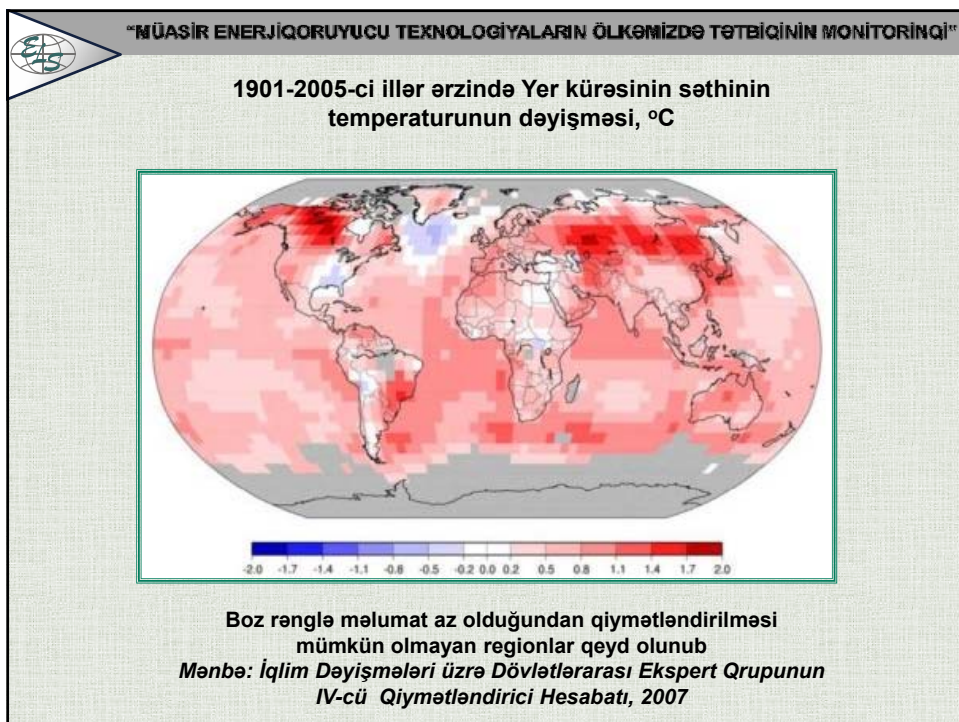 "MÜASİR ENERJİQORUYUCU TEXNOLOGİYALARIN ÖLKƏMİZDƏ TƏTBİQİNİN MONİTORİNQİ"
1901-2005-ci illər ərzində Yer kürəsinin səthinin
temperaturunun dəyişməsi, ºC
-2.0 -1.7 -1.4 -1.1 -0.8 -0.5 -0.2 0.0 0.2 0.5 0.8 1.1 1.4 1.7 2.0
Boz rənglə məlumat az olduğundan qiymətləndirilməsi
mümkün olmayan regionlar qeyd olunub
Mənbə: İqlim Dəyişmələri üzrə Dövlətlərarası Ekspert Qrupunun
IV-cü Qiymətləndirici Hesabatı, 2007